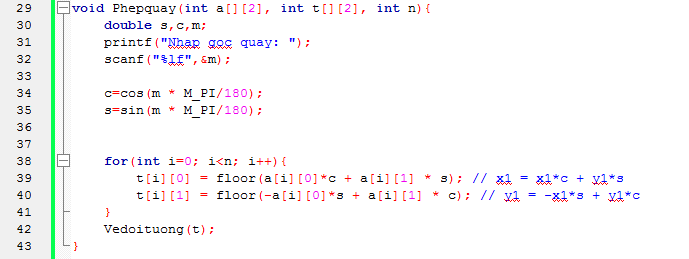 29 void Phepquay(int a[][2], int t[][2], int n){
30     double s,c,m;
31     printf("Nhap goc quay: ");
32     scanf("%lf",&m);
33
34     c=cos(m * M_PI/180);
35     s=sin(m * M_PI/180);
36
37
38     for(int i=0; i<n; i++){
39         t[i][0] = floor(a[i][0]*c + a[i][1] * s); // x1 = x1*c + y1*s
40         t[i][1] = floor(-a[i][0]*s + a[i][1] * c); // y1 = -x1*s + y1*c
41     }
42     Vedoituong(t);
43 }